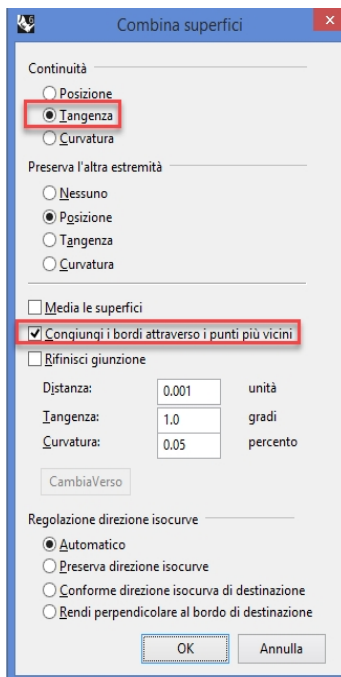 Combina superfici
Continuità
Posizione
Tangenza
Curvatura
Preserva l'altra estremità
Nessuno
Posizione
Tangenza
Curvatura
Media le superfici
Congiungi i bordi attraverso i punti più vicini
Rifinisci giunzione
Distanza: 0.001 unità
Tangenza: 1.0 gradi
Curvatura: 0.05 percento
CambiaVerso
Regolazione direzione isocurve
Automatico
Preserva direzione isocurve
Conforme direzione isocurva di destinazione
Rendi perpendicolare al bordo di destinazione
OK Annulla